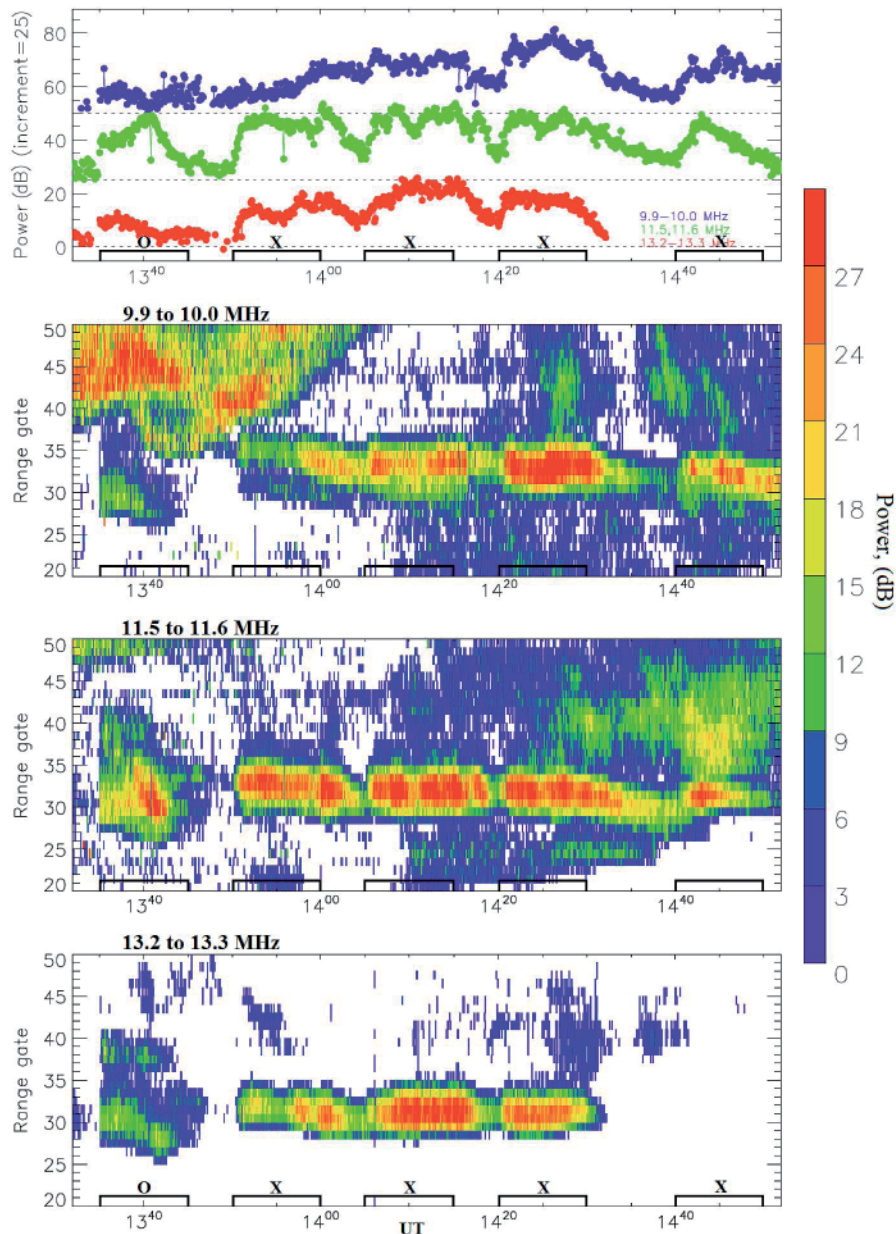 Power (dB) (increment=25)
80
60
40
20
0
9.9−10.0 MHz
11.5,11.6 MHz
13.2−13.3 MHz
O X X X X
13⁴⁰ 14⁰⁰ 14²⁰ 14⁴⁰
9.9 to 10.0 MHz
Range gate
50
45
40
35
30
25
20
13⁴⁰ 14⁰⁰ 14²⁰ 14⁴⁰
11.5 to 11.6 MHz
Range gate
50
45
40
35
30
25
20
13⁴⁰ 14⁰⁰ 14²⁰ 14⁴⁰
13.2 to 13.3 MHz
Range gate
50
45
40
35
30
25
20
O X X X X
13⁴⁰ 14⁰⁰ 14²⁰ 14⁴⁰
UT
27
24
21
18
15
12
9
6
3
0
Power, (dB)